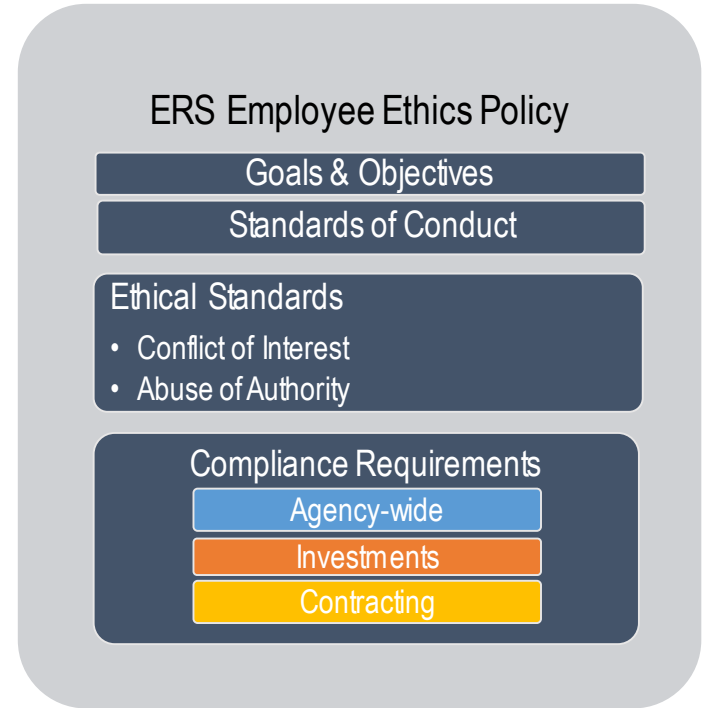 ERS Employee Ethics Policy
Goals & Objectives
Standards of Conduct
Ethical Standards
• Conflict of Interest
• Abuse of Authority
Compliance Requirements
Agency-wide
Investments
Contracting